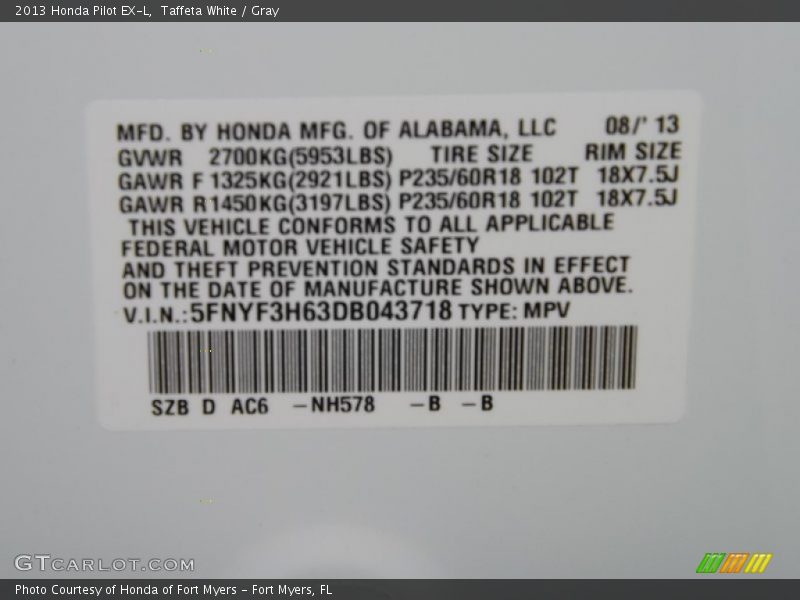 2013 Honda Pilot EX-L,  Taffeta White / Gray
MFD. BY HONDA MFG. OF ALABAMA, LLC 08/' 13
GVWR 2700KG(5953LBS) TIRE SIZE RIM SIZE
GAWR F 1325KG(2921LBS) P235/60R18 102T 18X7.5J
GAWR R 1450KG(3197LBS) P235/60R18 102T 18X7.5J
THIS VEHICLE CONFORMS TO ALL APPLICABLE
FEDERAL MOTOR VEHICLE SAFETY
AND THEFT PREVENTION STANDARDS IN EFFECT
ON THE DATE OF MANUFACTURE SHOWN ABOVE.
V.I.N.: 5FNYF3H63DB043718 TYPE: MPV
SZB D AC6 –NH578 –B –B
GTCARLOT.COM
Photo Courtesy of Honda of Fort Myers - Fort Myers, FL